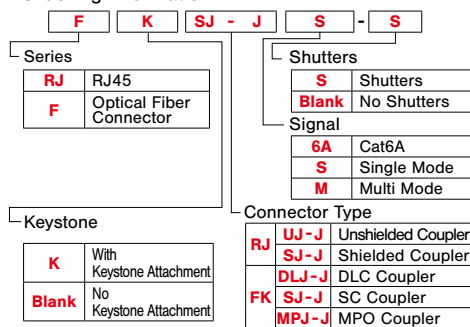 F K SJ - J S - S
Series
RJ RJ45
F Optical Fiber Connector
Keystone
K With Keystone Attachment
Blank No Keystone Attachment
Shutters
S Shutters
Blank No Shutters
Signal
6A Cat6A
S Single Mode
M Multi Mode
Connector Type
RJ UJ-J Unshielded Coupler
SJ-J Shielded Coupler
FK DLJ-J DLC Coupler
SJ-J SC Coupler
MPJ-J MPO Coupler